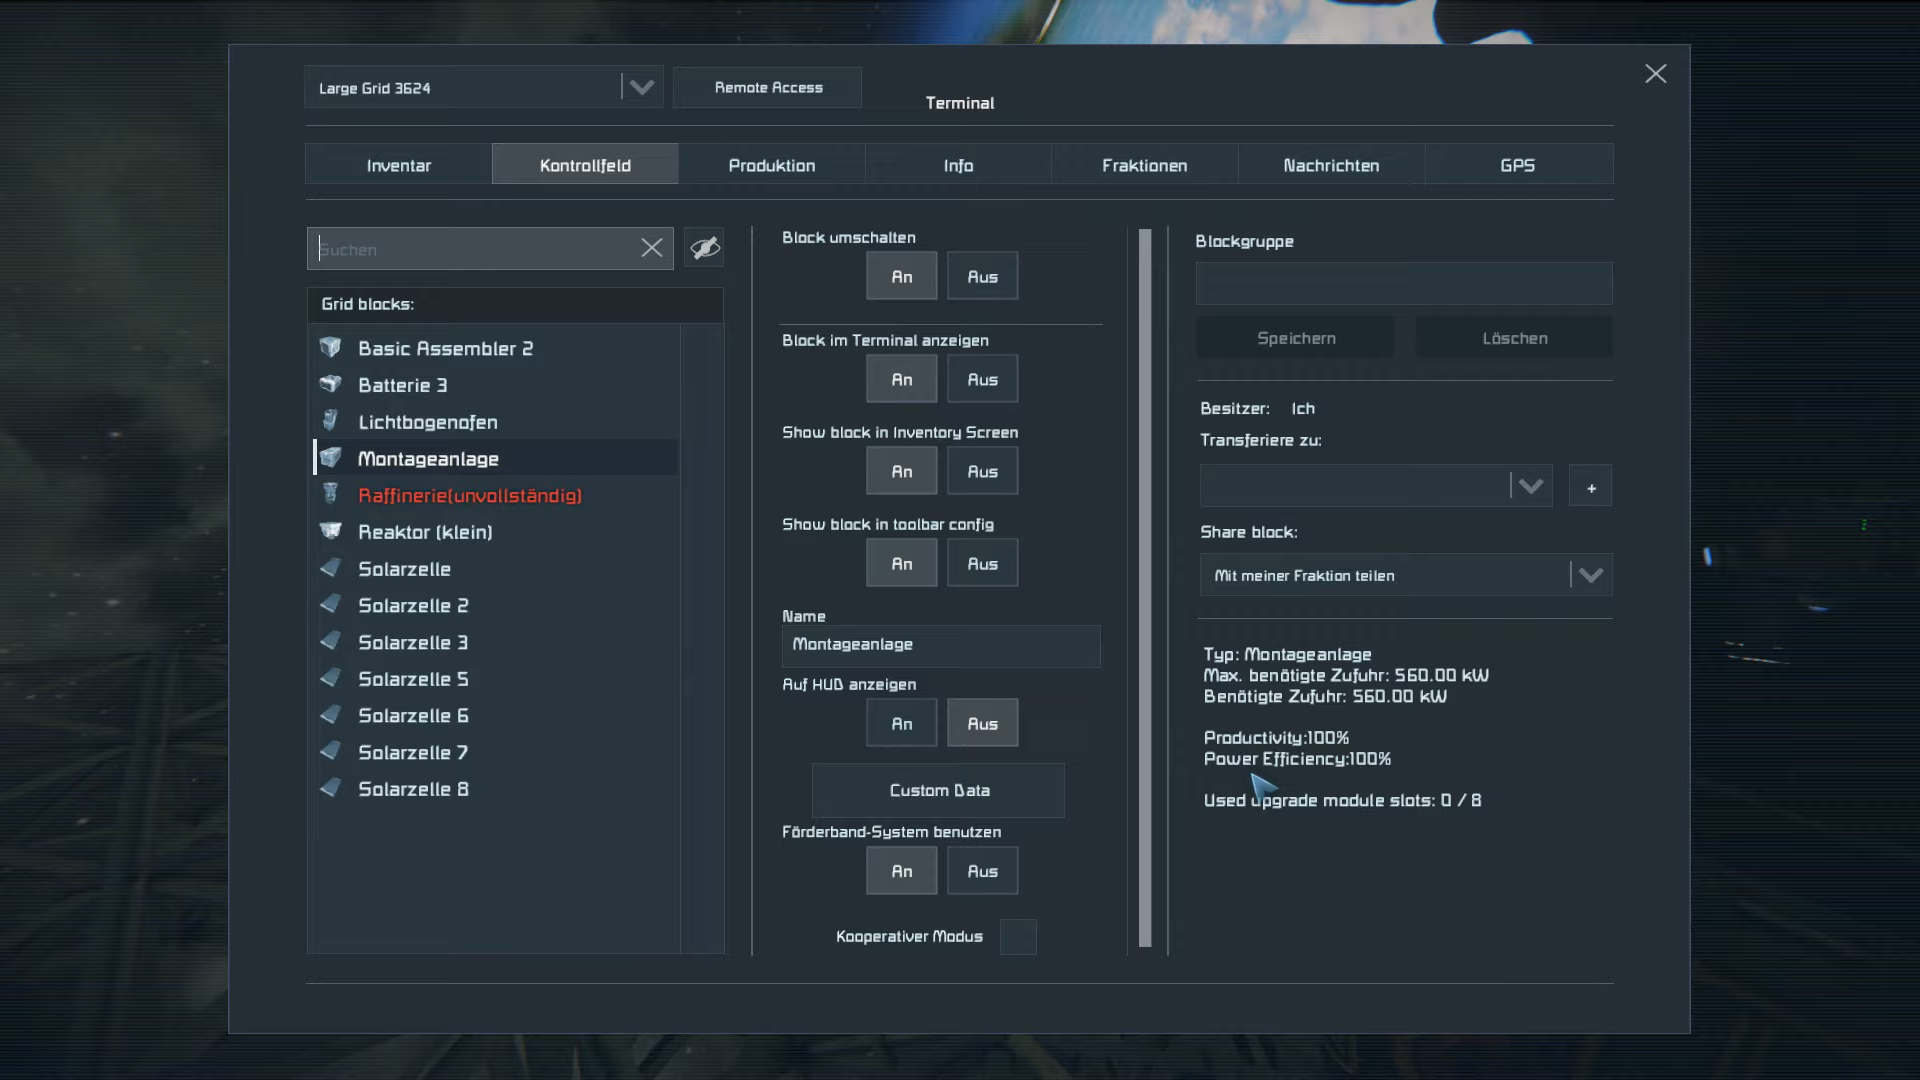 Large Grid 3624
Remote Access
Terminal
Inventar
Kontrollfeld
Produktion
Info
Fraktionen
Nachrichten
GPS
Suchen
Grid blocks:
Basic Assembler 2
Batterie 3
Lichtbogenofen
Montageanlage
Raffinerie(unvollständig)
Reaktor (klein)
Solarzelle
Solarzelle 2
Solarzelle 3
Solarzelle 5
Solarzelle 6
Solarzelle 7
Solarzelle 8
Block umschalten
An Aus
Block im Terminal anzeigen
An Aus
Show block in Inventory Screen
An Aus
Show block in toolbar config
An Aus
Name
Montageanlage
Auf HUD anzeigen
An Aus
Custom Data
Förderband-System benutzen
An Aus
Kooperativer Modus
Blockgruppe
Speichern
Löschen
Besitzer: Ich
Transferiere zu:
+
Share block:
Mit meiner Fraktion teilen
Typ: Montageanlage
Max. benötigte Zufuhr: 560.00 kW
Benötigte Zufuhr: 560.00 kW
Productivity:100%
Power Efficiency:100%
Used upgrade module slots: 0 / 8